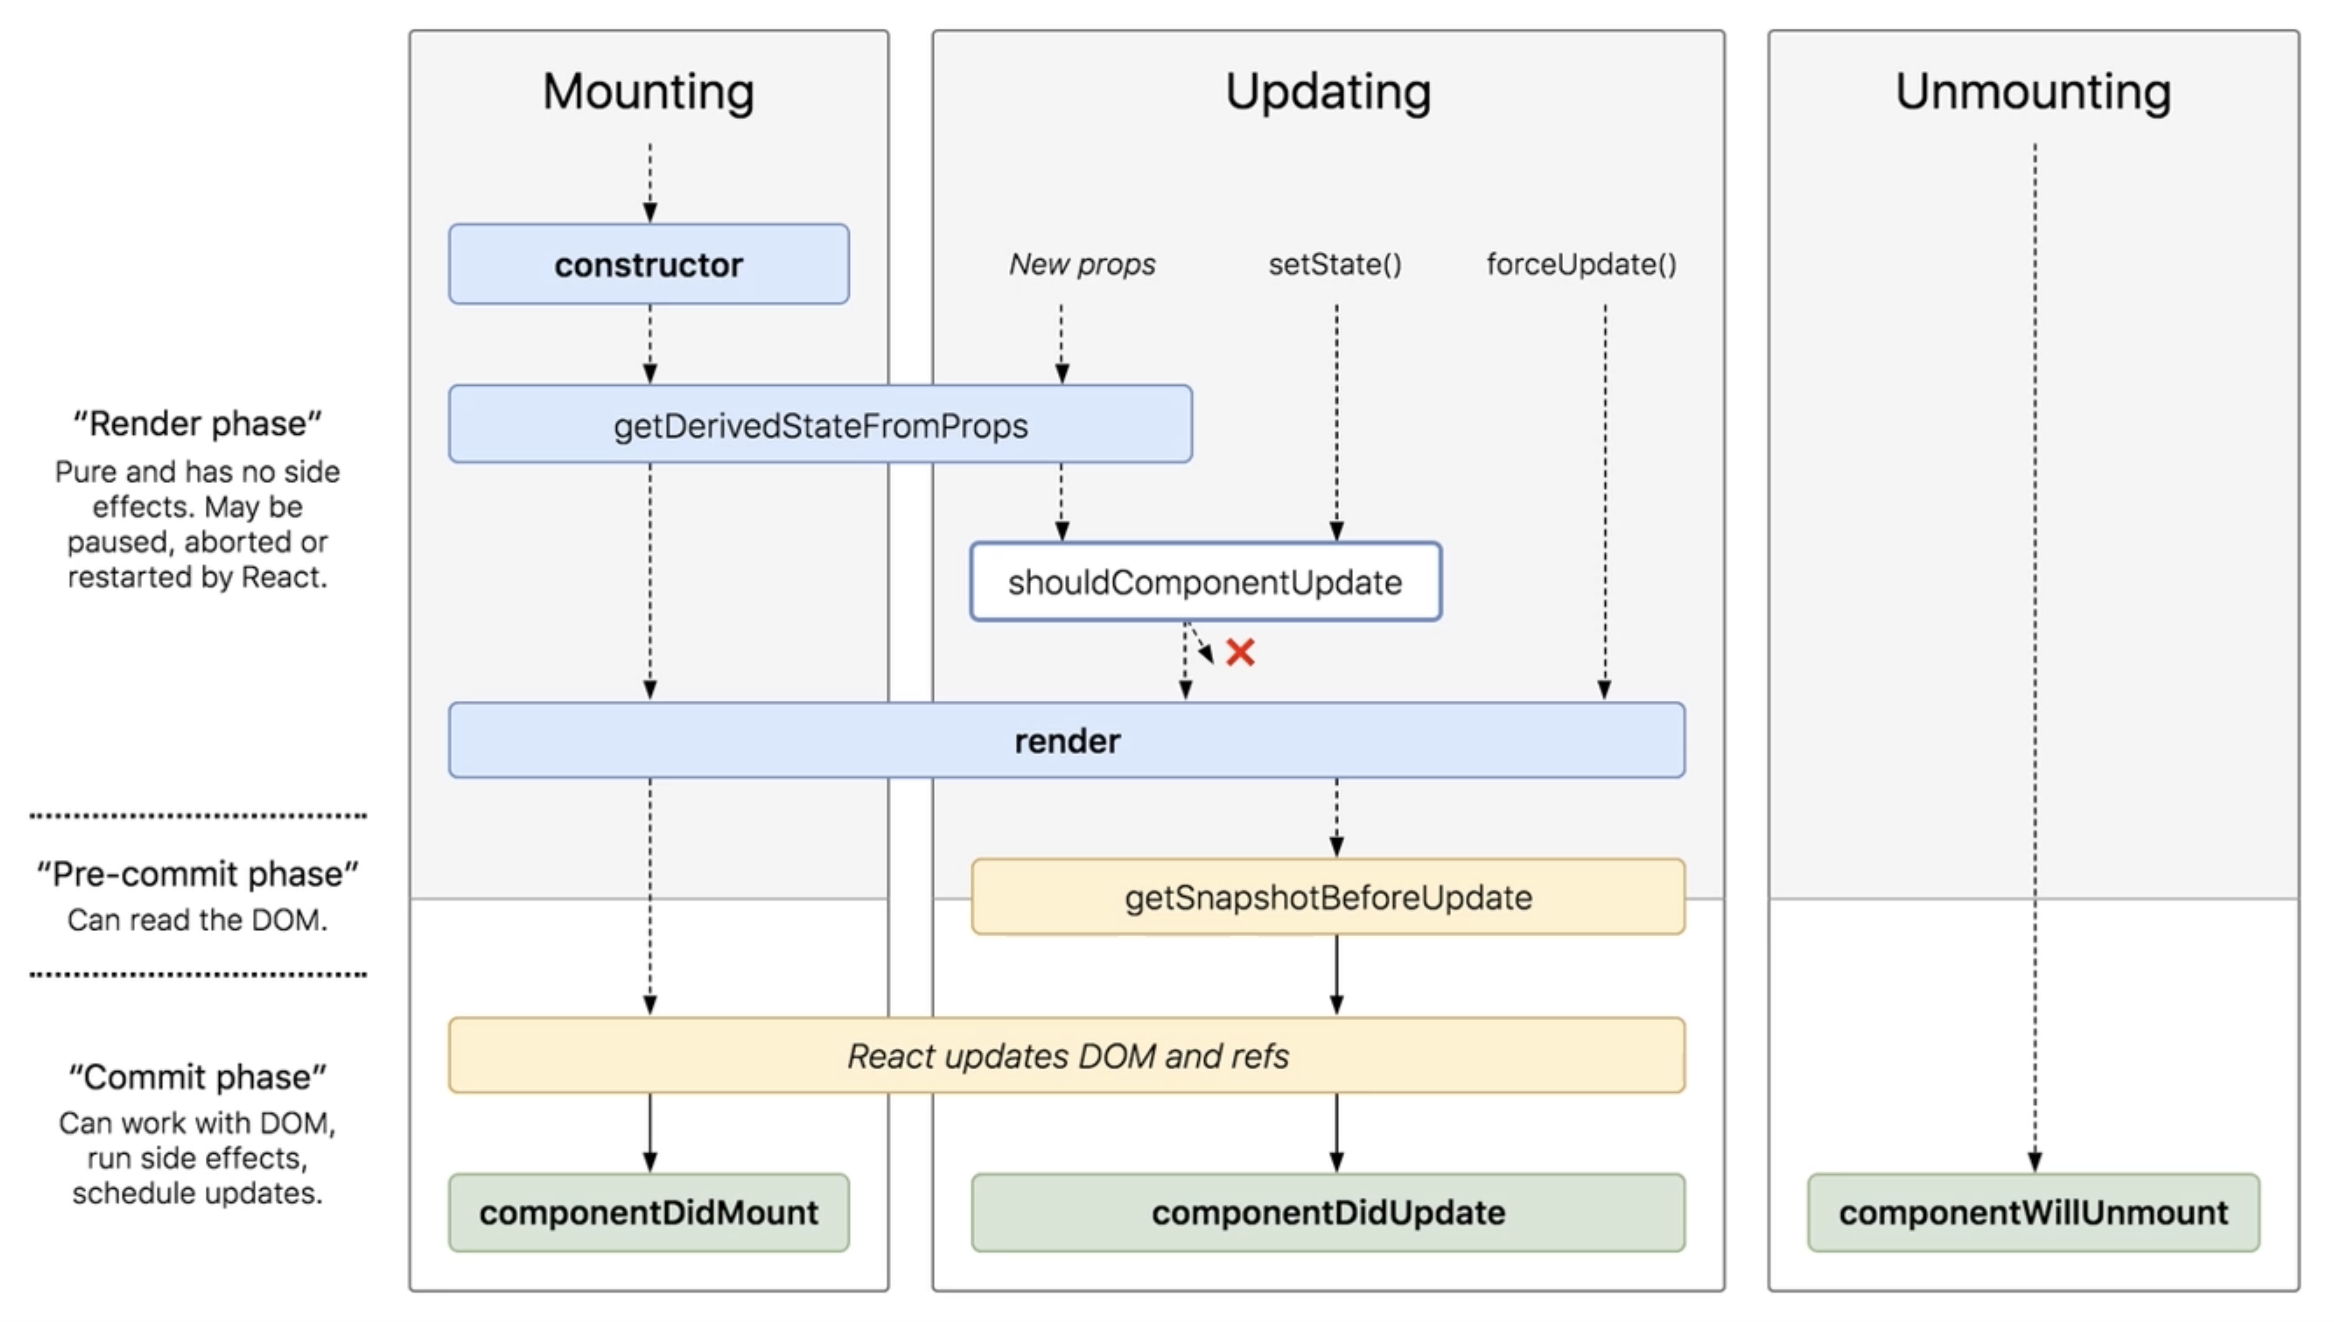 Mounting
Updating
Unmounting
constructor
New props
setState()
forceUpdate()
getDerivedStateFromProps
“Render phase”
Pure and has no side
effects. May be
paused, aborted or
restarted by React.
shouldComponentUpdate
render
“Pre-commit phase”
Can read the DOM.
getSnapshotBeforeUpdate
React updates DOM and refs
“Commit phase”
Can work with DOM,
run side effects,
schedule updates.
componentDidMount
componentDidUpdate
componentWillUnmount